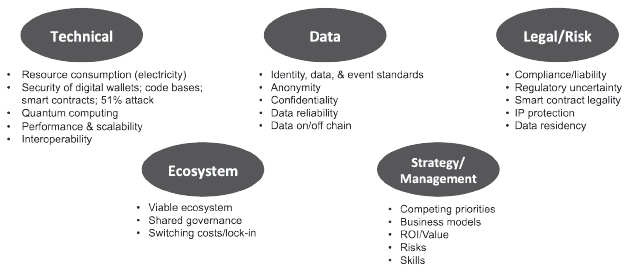 Technical
• Resource consumption (electricity)
• Security of digital wallets; code bases;
smart contracts; 51% attack
• Quantum computing
• Performance & scalability
• Interoperability
Data
• Identity, data, & event standards
• Anonymity
• Confidentiality
• Data reliability
• Data on/off chain
Legal/Risk
• Compliance/liability
• Regulatory uncertainty
• Smart contract legality
• IP protection
• Data residency
Ecosystem
• Viable ecosystem
• Shared governance
• Switching costs/lock-in
Strategy/
Management
• Competing priorities
• Business models
• ROI/Value
• Risks
• Skills